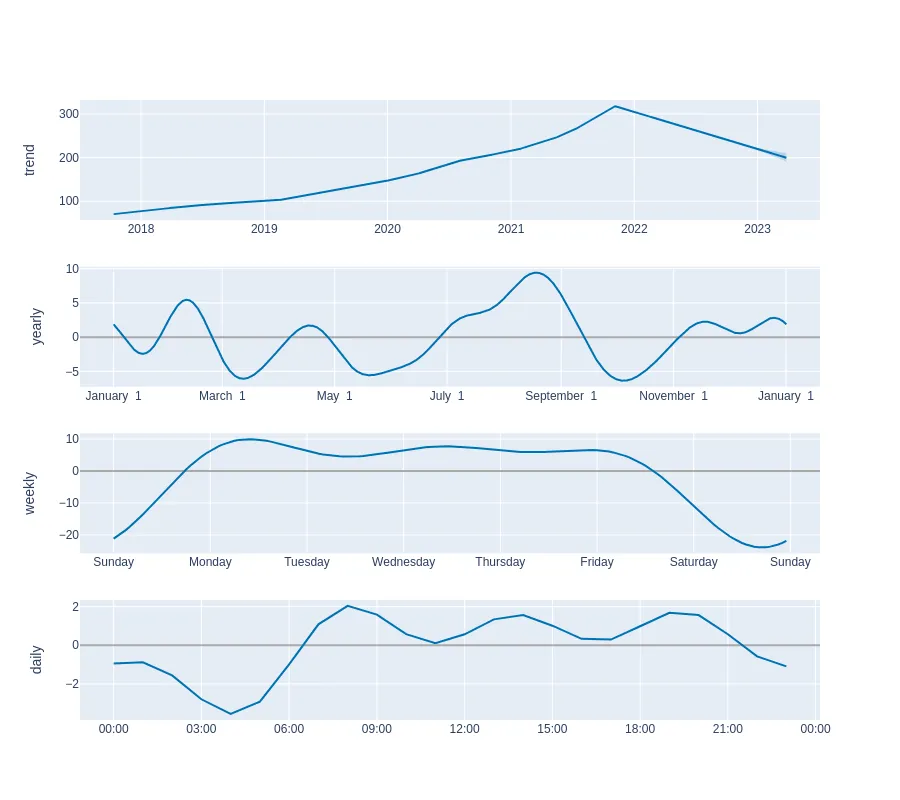 trend
300
200
100
2018 2019 2020 2021 2022 2023
yearly
10
5
0
−5
January 1 March 1 May 1 July 1 September 1 November 1 January 1
weekly
10
0
−10
−20
Sunday Monday Tuesday Wednesday Thursday Friday Saturday Sunday
daily
2
0
−2
00:00 03:00 06:00 09:00 12:00 15:00 18:00 21:00 00:00